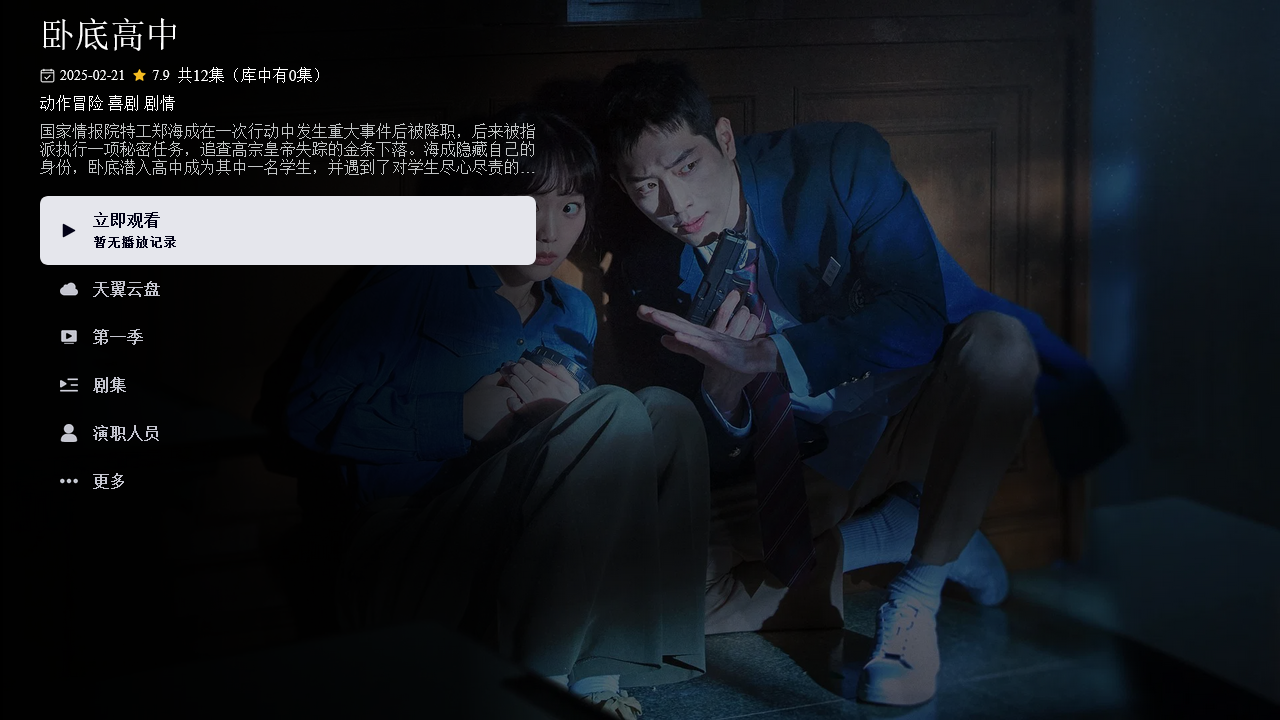 卧底高中
2025-02-21 7.9 共12集（库中有0集）
动作冒险 喜剧 剧情
国家情报院特工郑海成在一次行动中发生重大事件后被降职，后来被指
派执行一项秘密任务，追查高宗皇帝失踪的金条下落。海成隐藏自己的
身份，卧底潜入高中成为其中一名学生，并遇到了对学生尽心尽责的…
立即观看
暂无播放记录
天翼云盘
第一季
剧集
演职人员
更多